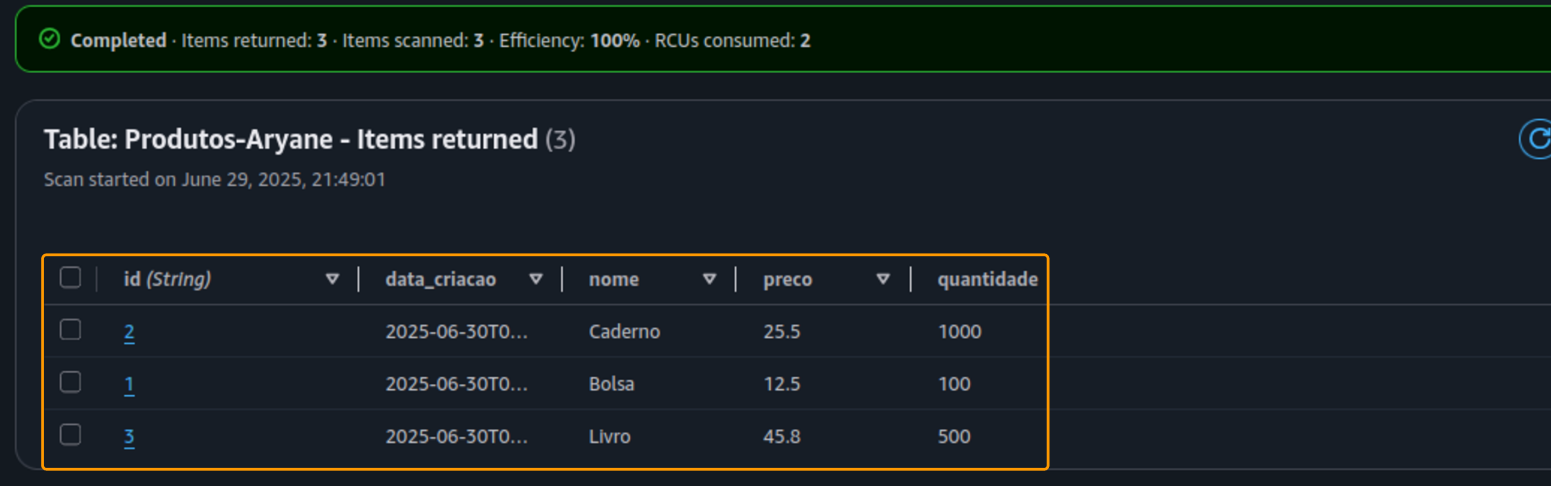 Completed · Items returned: 3 · Items scanned: 3 · Efficiency: 100% · RCUs consumed: 2
Table: Produtos-Aryane - Items returned (3)
Scan started on June 29, 2025, 21:49:01
id (String) data_criacao nome preco quantidade
2 2025-06-30T0... Caderno 25.5 1000
1 2025-06-30T0... Bolsa 12.5 100
3 2025-06-30T0... Livro 45.8 500